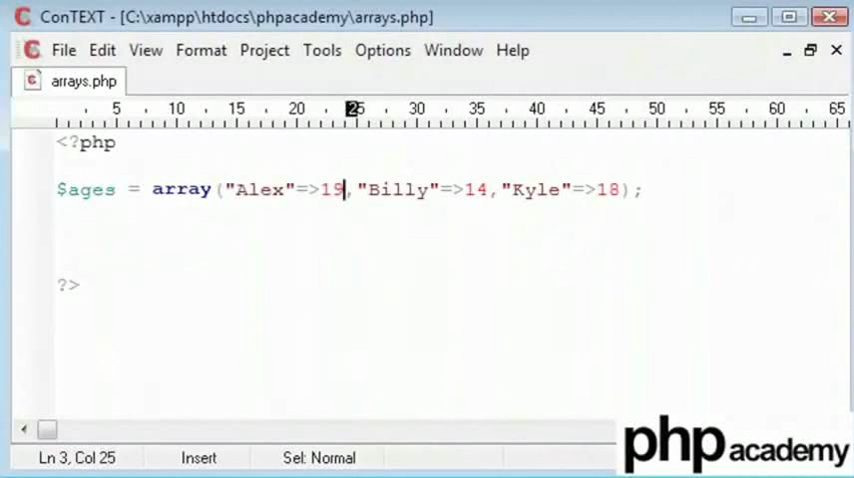 ConTEXT - [C:\xampp\htdocs\phpacademy\arrays.php]
File Edit View Format Project Tools Options Window Help
arrays.php
5 10 15 20 25 30 35 40 45 50 55 60 65
<?php
$ages = array("Alex"=>19,"Billy"=>14,"Kyle"=>18);
?>
Ln 3, Col 25 Insert Sel: Normal
php academy